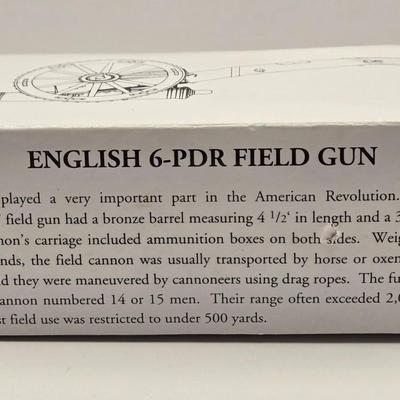 ENGLISH 6-PDR FIELD GUN
played a very important part in the American Revolution.
field gun had a bronze barrel measuring 4 1/2‘ in length and a 3
carriage included ammunition boxes on both sides. Weig
the field cannon was usually transported by horse or oxen
they were maneuvered by cannoneers using drag ropes. The fu
cannon numbered 14 or 15 men. Their range often exceeded 2,0
field use was restricted to under 500 yards.